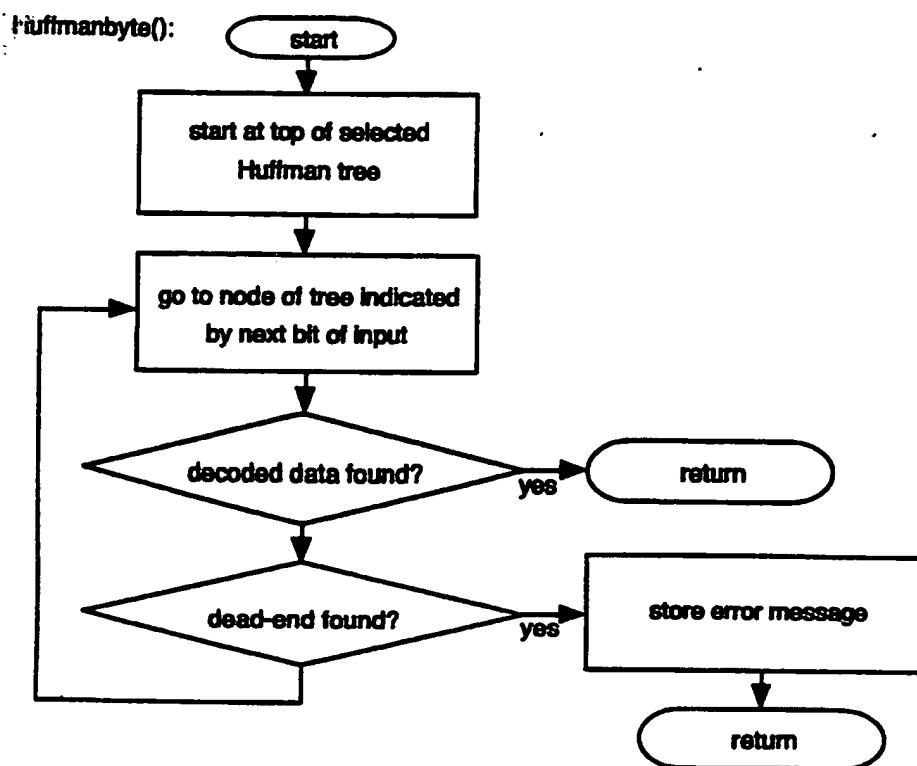 Huffmanbyte():
start
start at top of selected
Huffman tree
go to node of tree indicated
by next bit of input
decoded data found?
yes
return
dead-end found?
yes
store error message
return